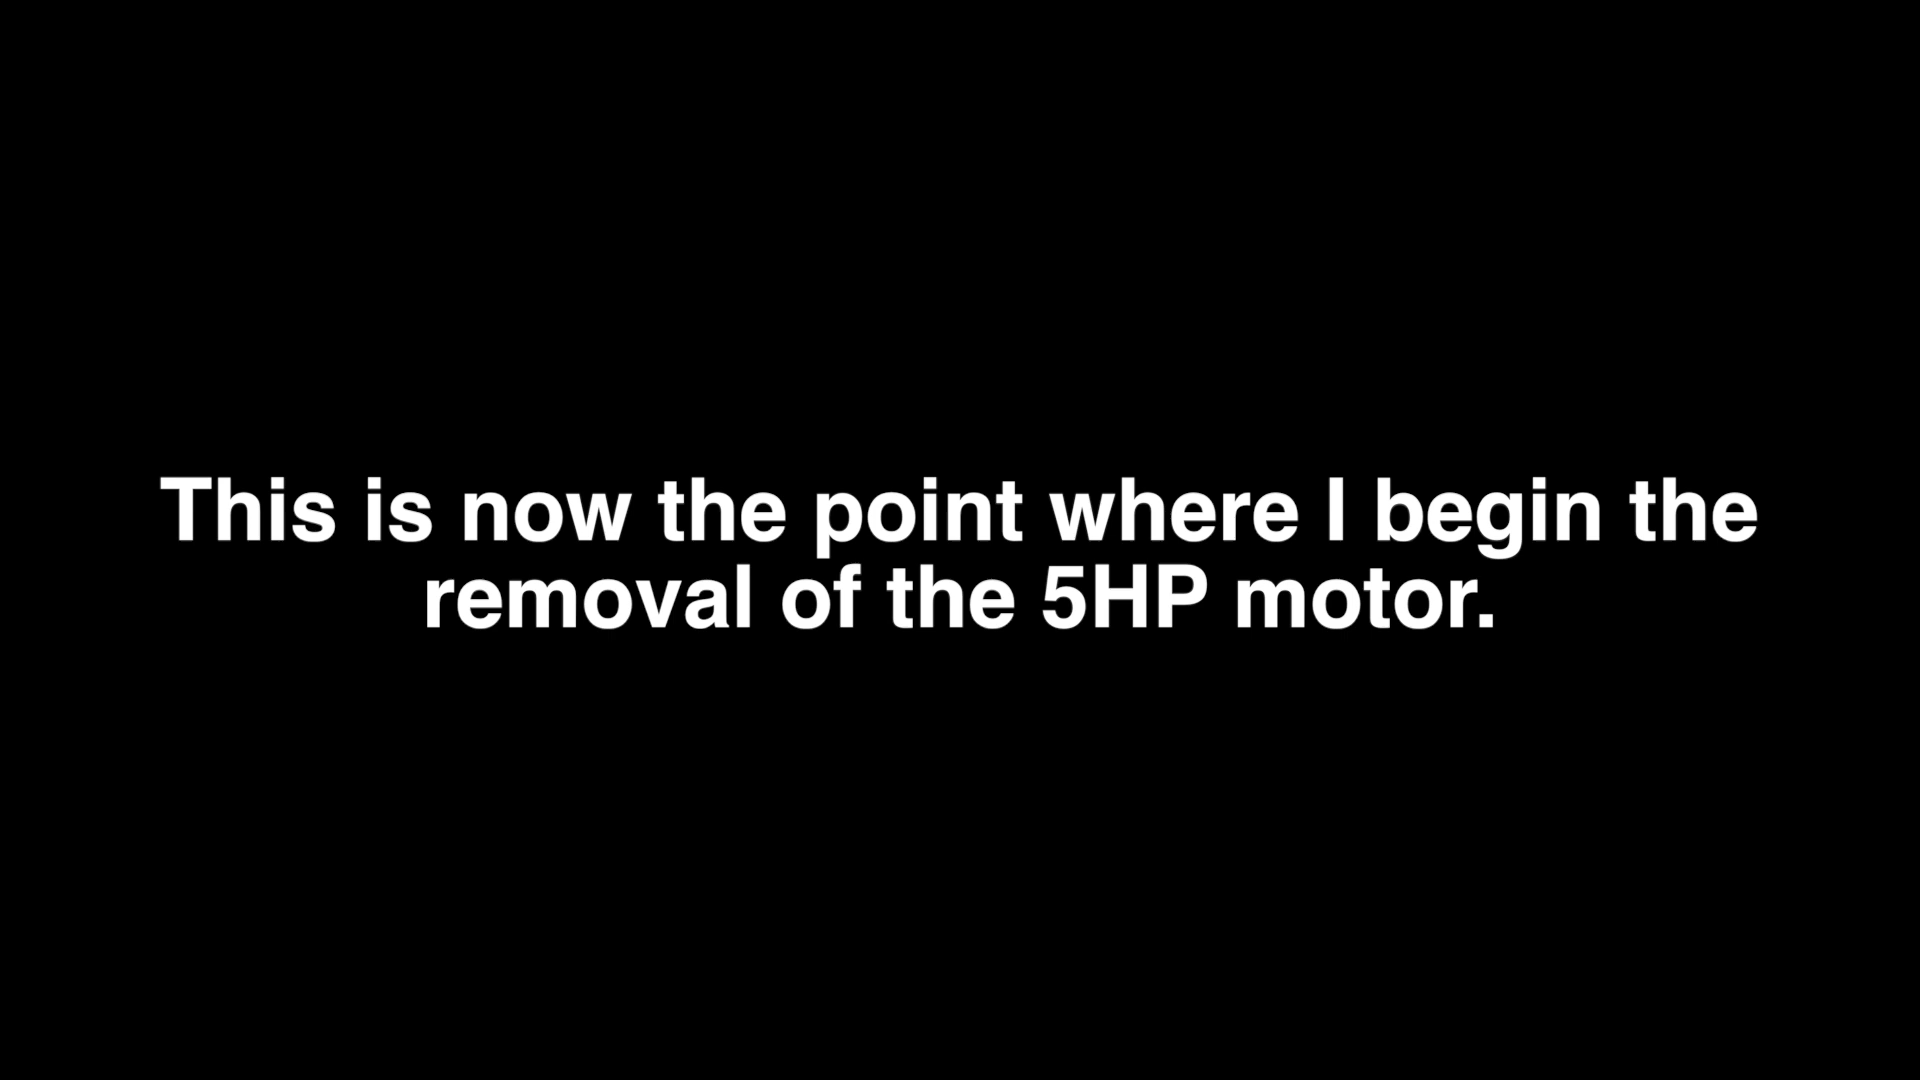 This is now the point where I begin the
removal of the 5HP motor.